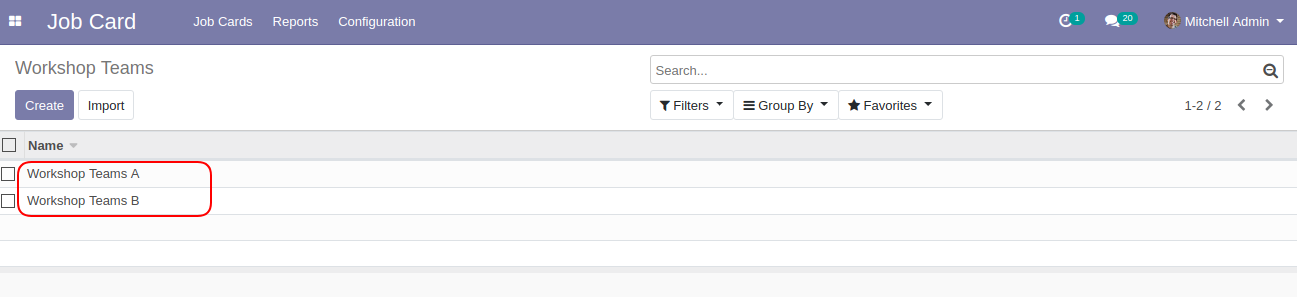 Job Card Job Cards Reports Configuration 1 20 Mitchell Admin
Workshop Teams
Search...
Create Import Filters Group By Favorites 1-2 / 2
Name
Workshop Teams A
Workshop Teams B